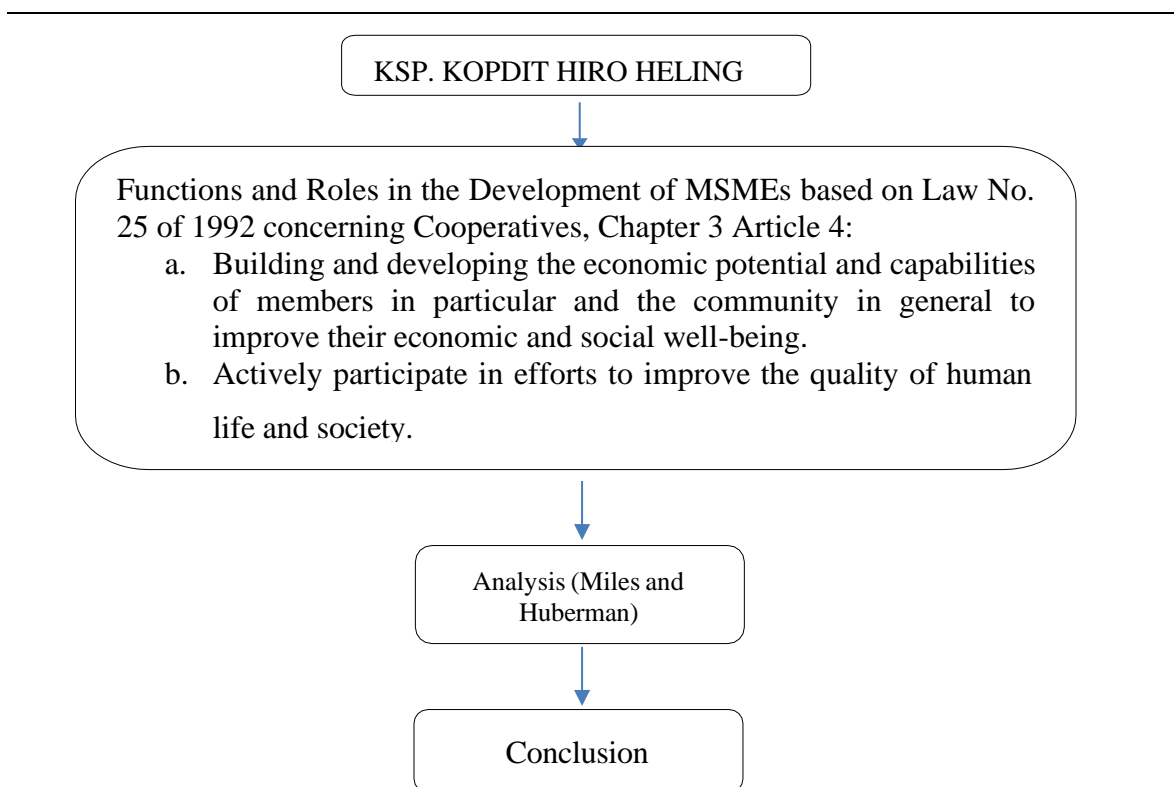 KSP. KOPDIT HIRO HELING
Functions and Roles in the Development of MSMEs based on Law No.
25 of 1992 concerning Cooperatives, Chapter 3 Article 4:
a. Building and developing the economic potential and capabilities
of members in particular and the community in general to
improve their economic and social well-being.
b. Actively participate in efforts to improve the quality of human
life and society.
Analysis (Miles and
Huberman)
Conclusion